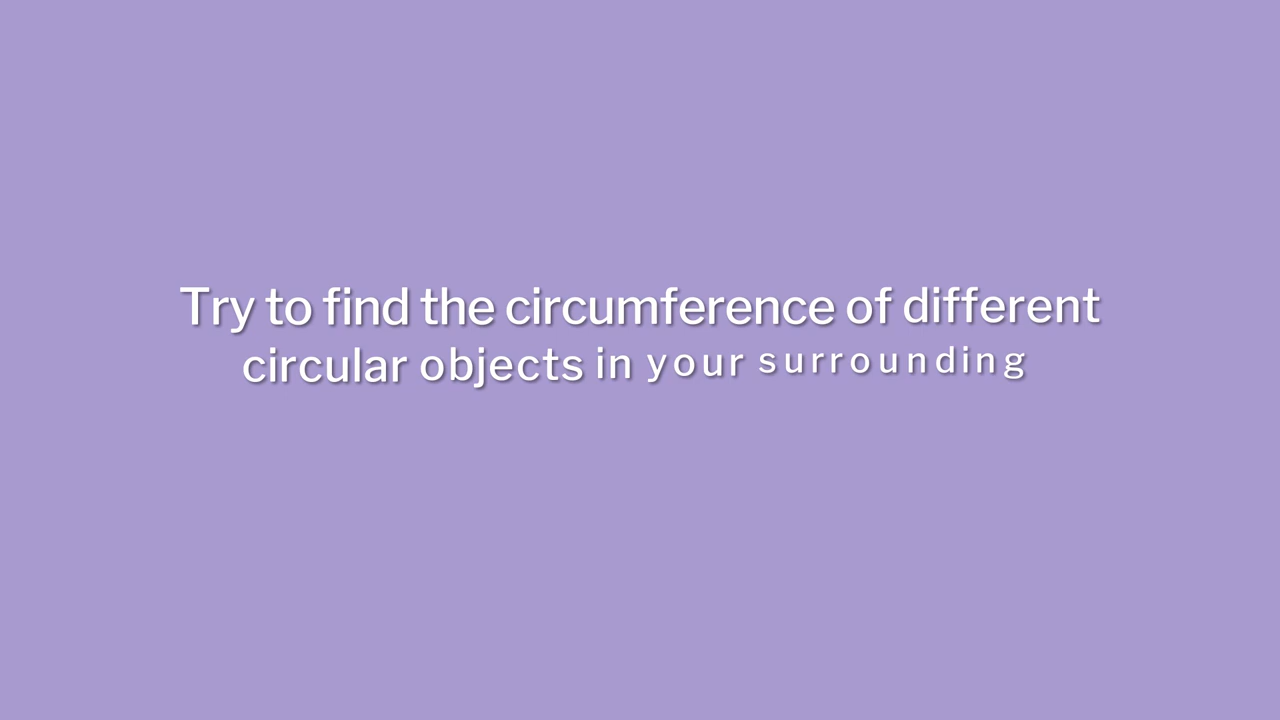 Try to find the circumference of different
circular objects in your surrounding